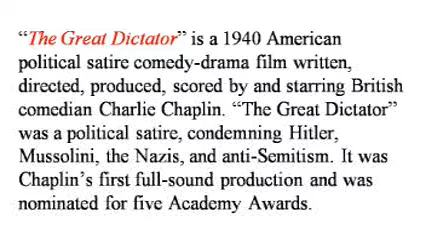 “The Great Dictator” is a 1940 American
political satire comedy-drama film written,
directed, produced, scored by and starring British
comedian Charlie Chaplin. “The Great Dictator”
was a political satire, condemning Hitler,
Mussolini, the Nazis, and anti-Semitism. It was
Chaplin’s first full-sound production and was
nominated for five Academy Awards.